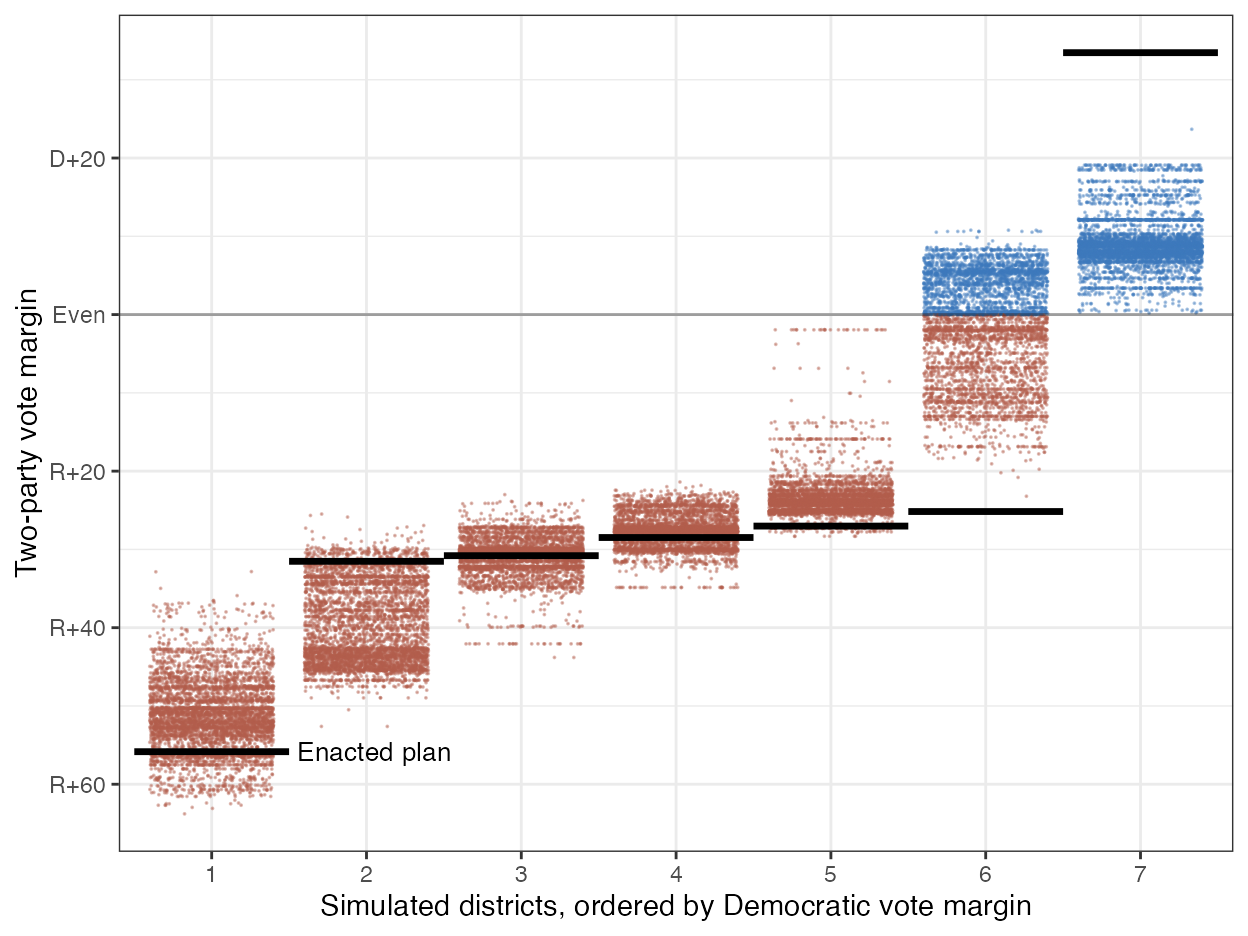 Two-party vote margin
D+20
Even
R+20
R+40
R+60
Enacted plan
1 2 3 4 5 6 7
Simulated districts, ordered by Democratic vote margin